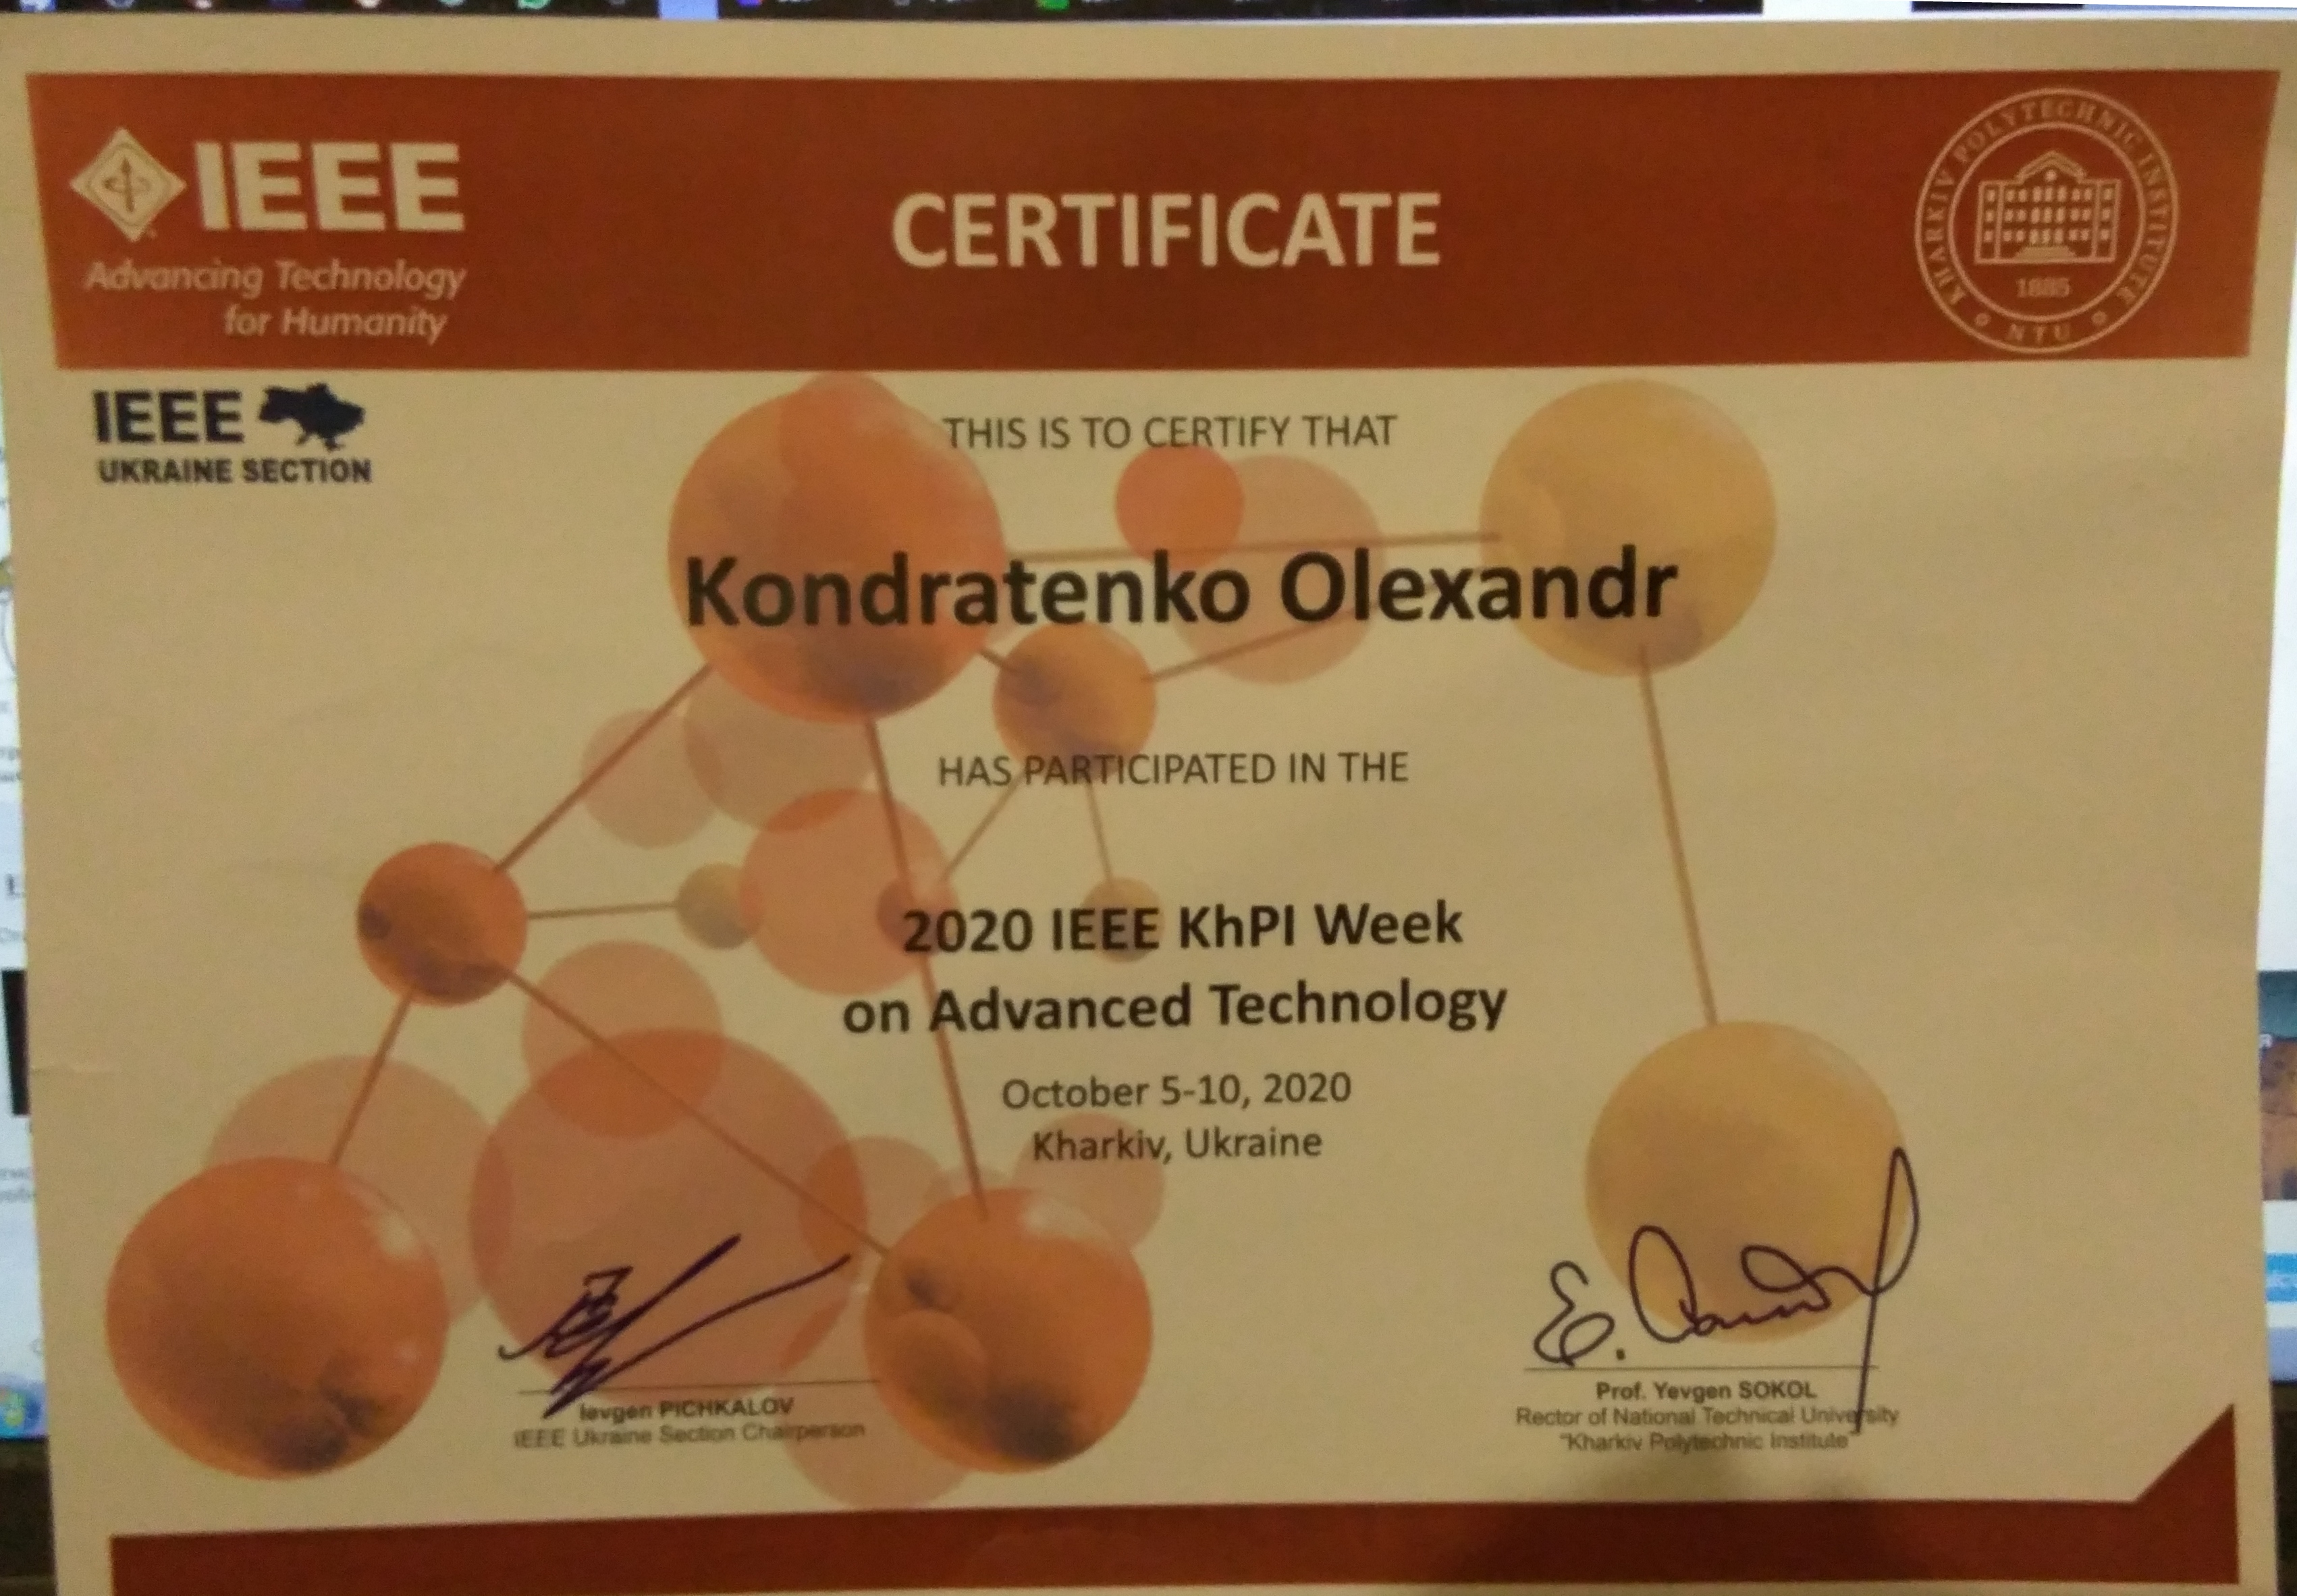 IEEE
Advancing Technology
for Humanity
CERTIFICATE
KHARKIV POLYTECHNIC INSTITUTE
1885
NTU
IEEE
UKRAINE SECTION
THIS IS TO CERTIFY THAT
Kondratenko Olexandr
HAS PARTICIPATED IN THE
2020 IEEE KhPI Week
on Advanced Technology
October 5-10, 2020
Kharkiv, Ukraine
Ievgen PICHKALOV
IEEE Ukraine Section Chairperson
Prof. Yevgen SOKOL
Rector of National Technical University
"Kharkiv Polytechnic Institute"